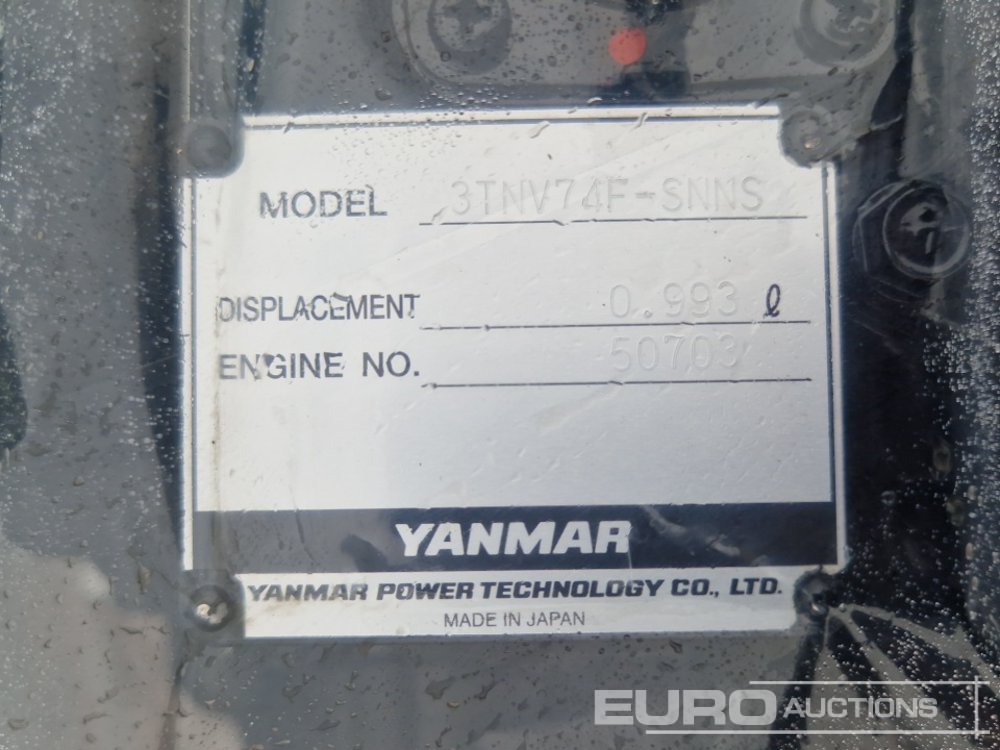 MODEL 3TNV74F-SNNS
DISPLACEMENT 0.993 ℓ
ENGINE NO. 50703
YANMAR
YANMAR POWER TECHNOLOGY CO., LTD.
MADE IN JAPAN
EURO AUCTIONS